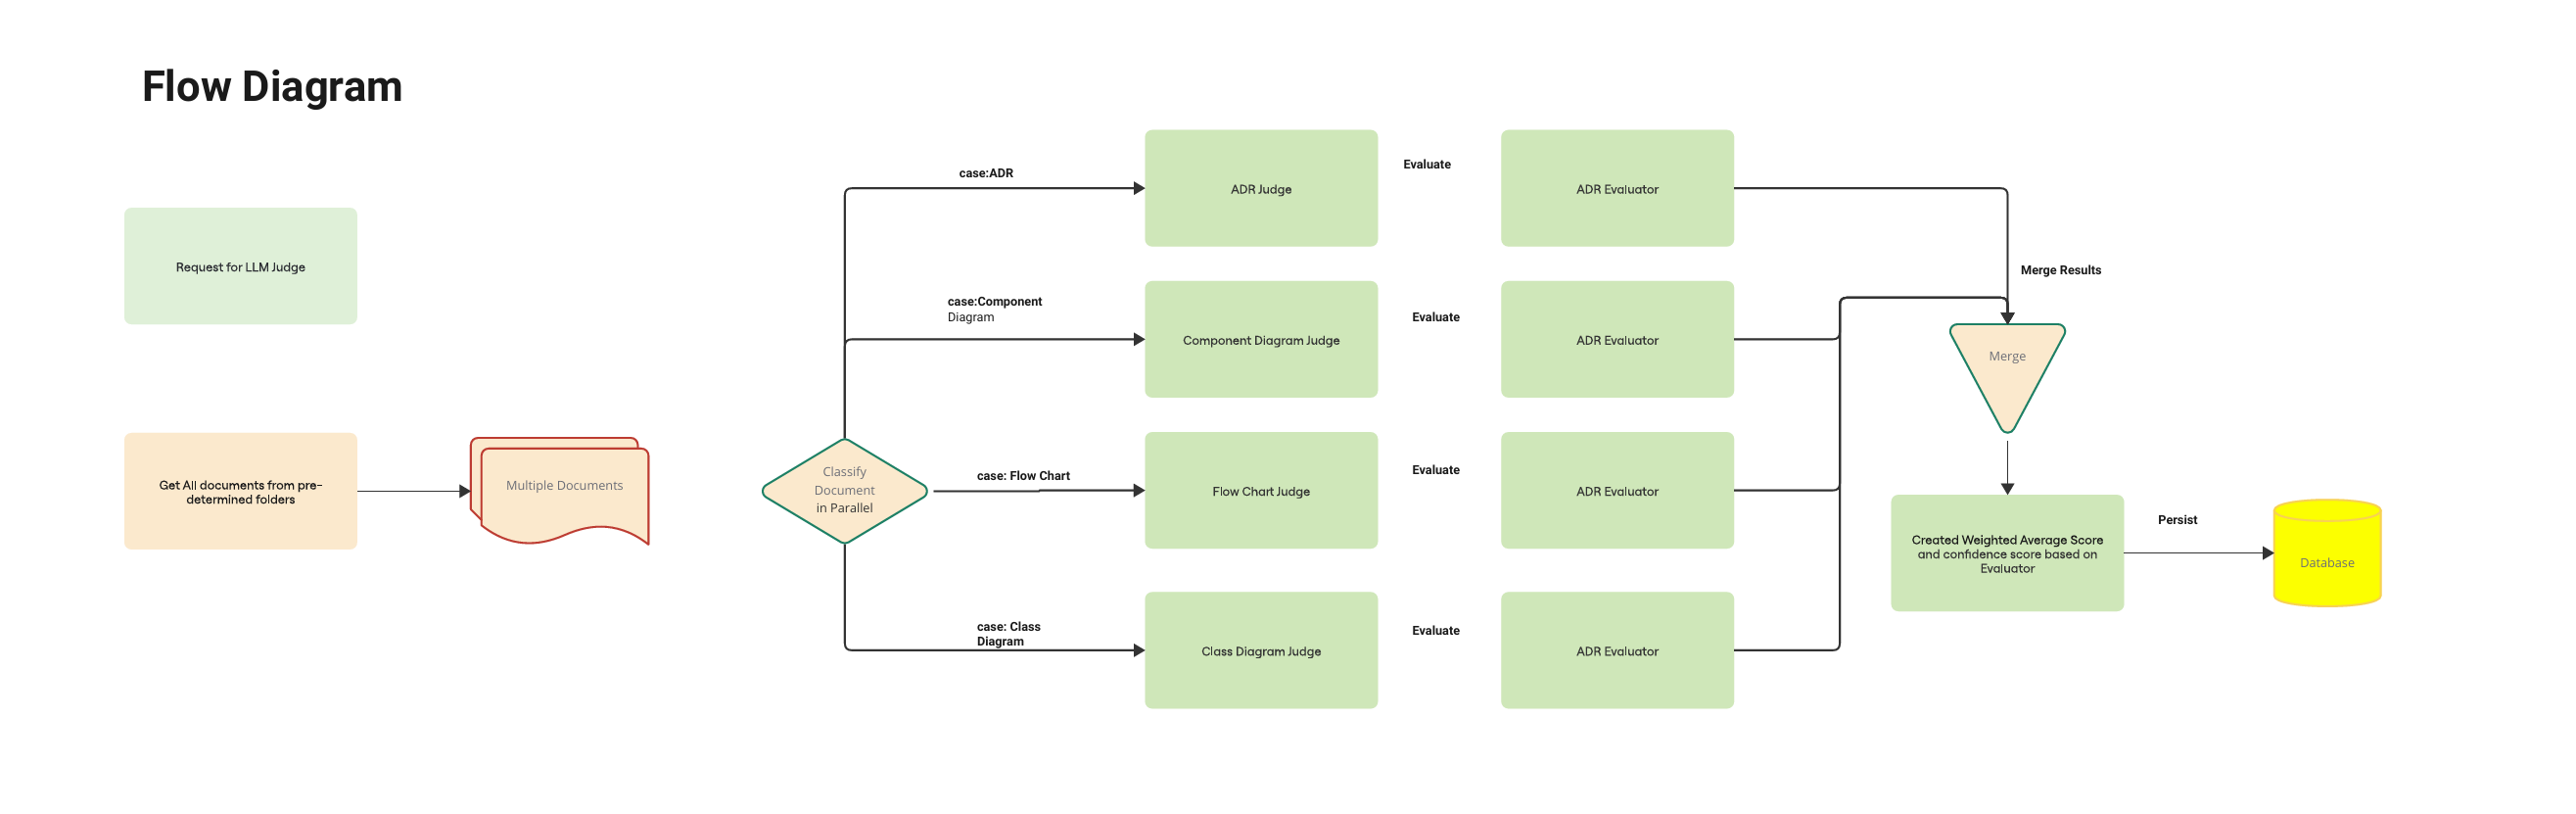 Flow Diagram
Request for LLM Judge
Get All documents from pre-
determined folders
Multiple Documents
Classify
Document
in Parallel
case:ADR
case:Component
Diagram
case: Flow Chart
case: Class
Diagram
ADR Judge
Component Diagram Judge
Flow Chart Judge
Class Diagram Judge
Evaluate
Evaluate
Evaluate
Evaluate
ADR Evaluator
ADR Evaluator
ADR Evaluator
ADR Evaluator
Merge Results
Merge
Created Weighted Average Score
and confidence score based on
Evaluator
Persist
Database